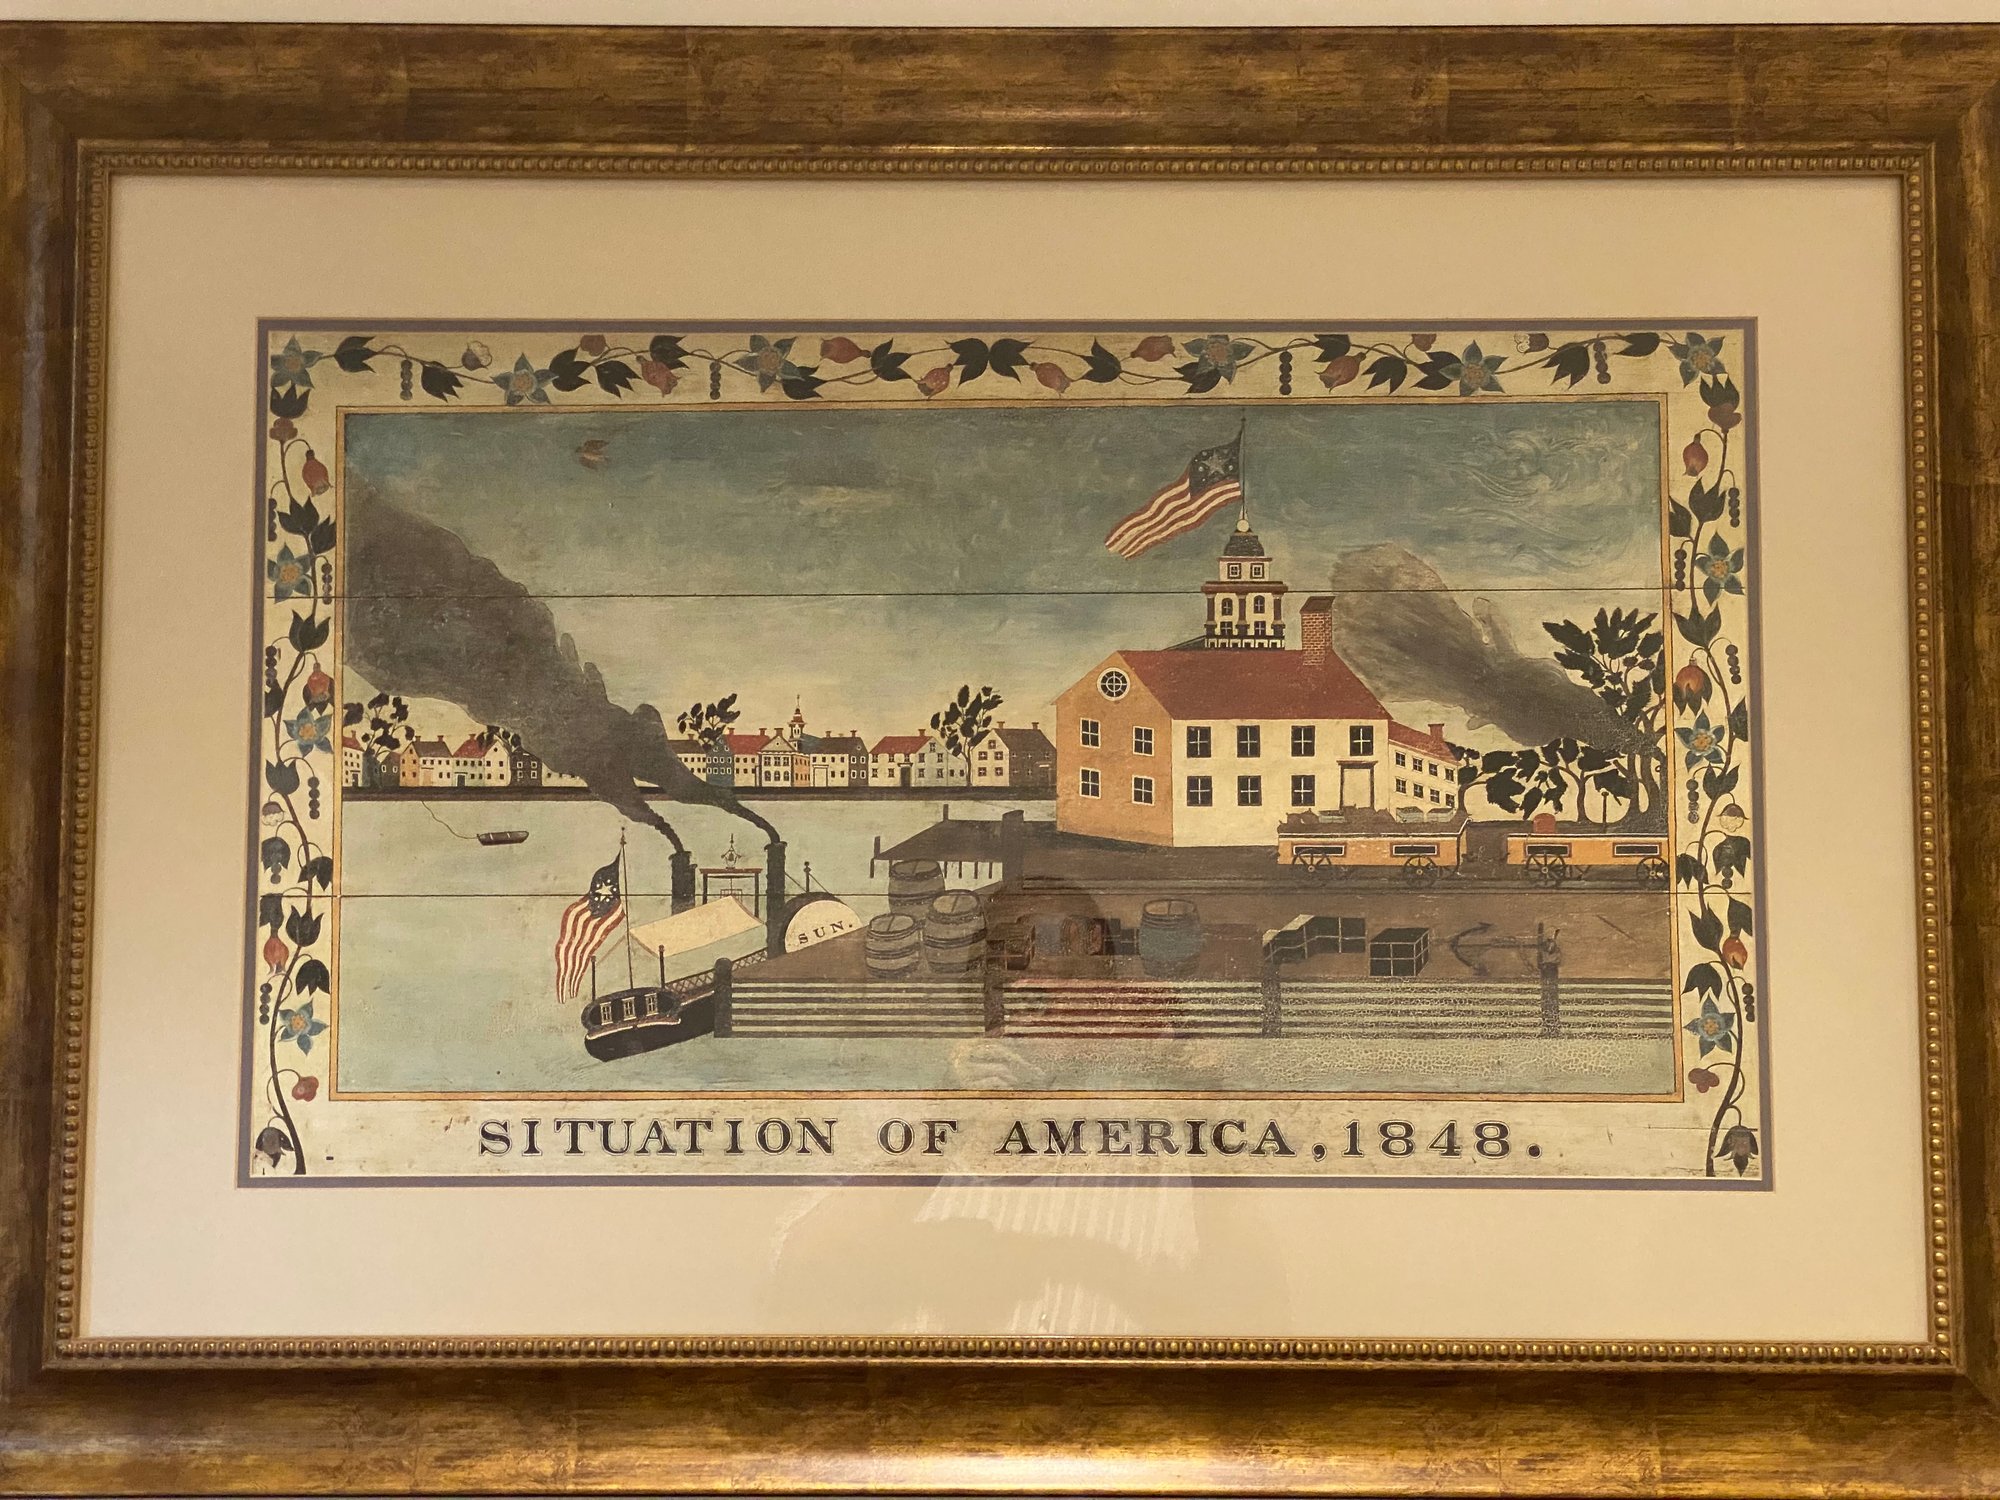 SUN.
SITUATION OF AMERICA, 1848.